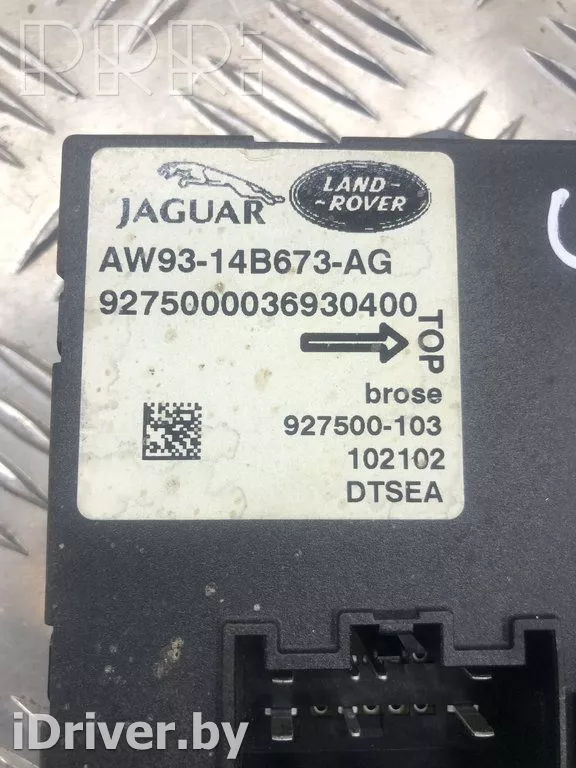 RRR
JAGUAR
LAND-
-ROVER
AW93-14B673-AG
9275000036930400
TOP
brose
927500-103
102102
DTSEA
iDriver.by